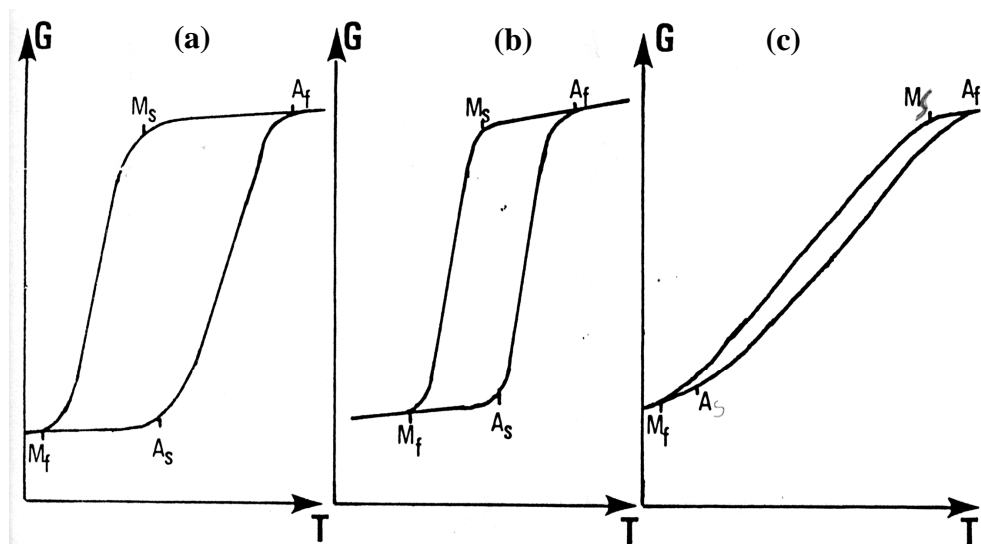 G (a) G (b) G (c)
Ms Af Ms Af Ms Af
Mf As Mf As Mf As
T T T